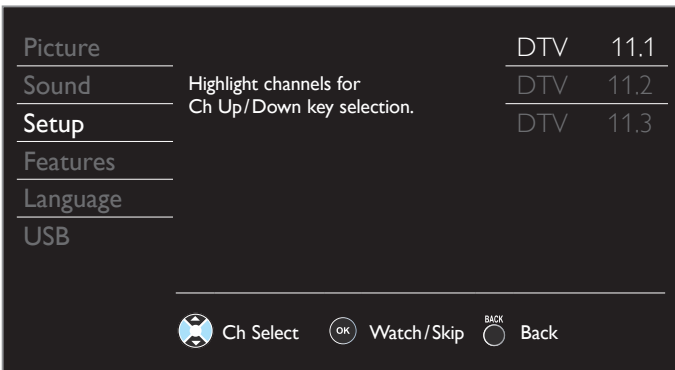 Picture
Sound
Setup
Features
Language
USB
Highlight channels for
Ch Up/Down key selection.
DTV 11.1
DTV 11.2
DTV 11.3
Ch Select
OK Watch/Skip
BACK Back